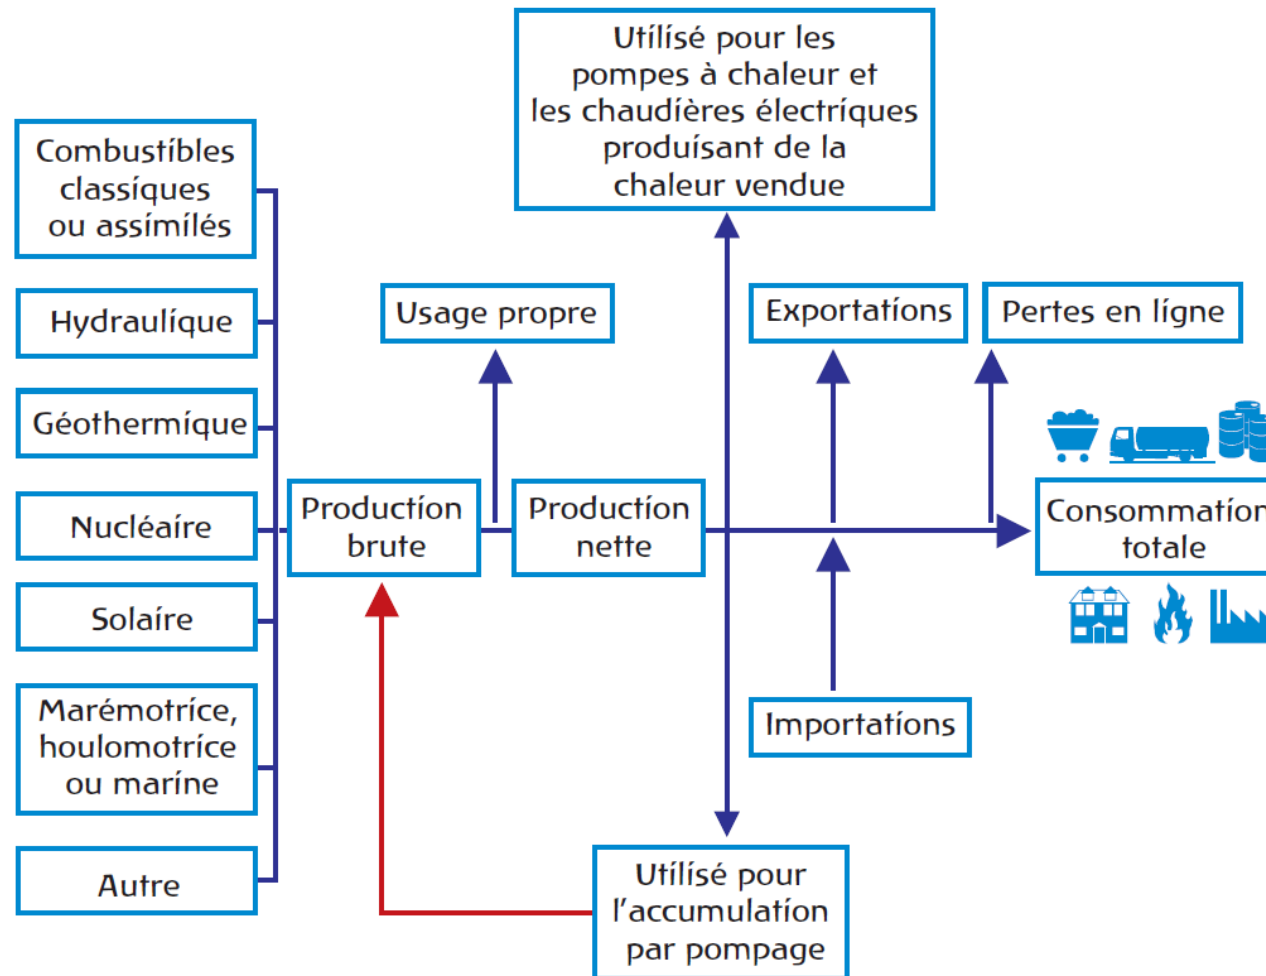 Utilisé pour les
pompes à chaleur et
les chaudières électriques
produisant de la
chaleur vendue
Combustibles
classiques
ou assimilés
Hydraulique
Géothermique
Nucléaire
Solaire
Marémotrice,
houlomotrice
ou marine
Autre
Usage propre
Exportations
Pertes en ligne
Production
brute
Production
nette
Consommation
totale
Importations
Utilisé pour
l'accumulation
par pompage